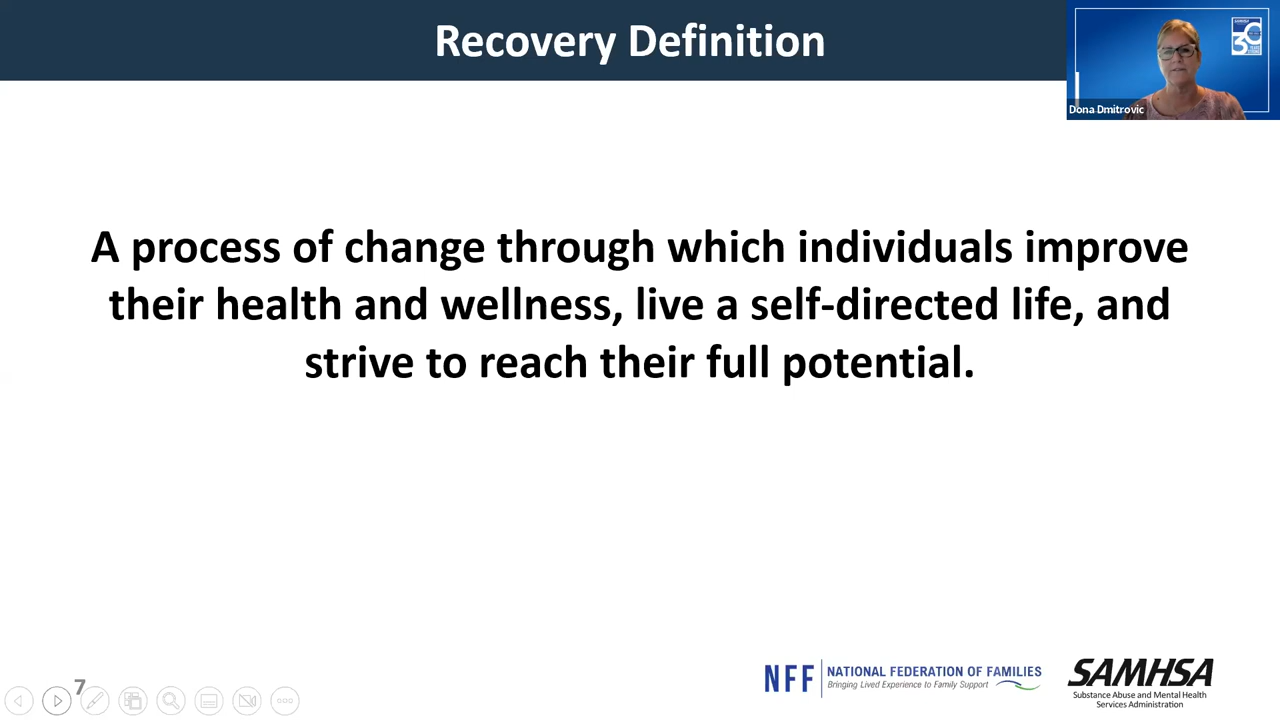 Recovery Definition
SAMHSA
30
Dona Dmitrovic
A process of change through which individuals improve
their health and wellness, live a self-directed life, and
strive to reach their full potential.
7
NFF
NATIONAL FEDERATION OF FAMILIES
Bringing Lived Experience to Family Support
SAMHSA
Substance Abuse and Mental Health
Services Administration